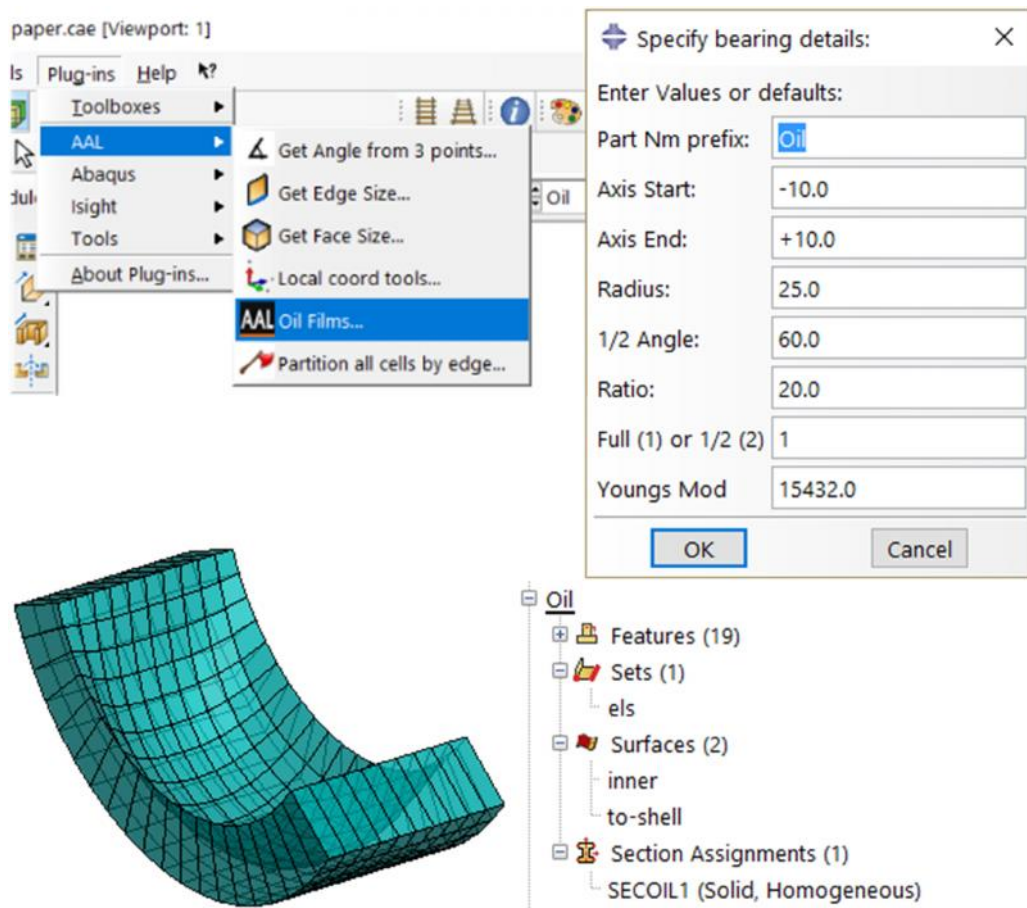 paper.cae [Viewport: 1]
ls Plug-ins Help
Toolboxes
AAL
Abaqus
Isight
Tools
About Plug-ins...
Get Angle from 3 points...
Get Edge Size...
Get Face Size...
Local coord tools...
AAL Oil Films...
Partition all cells by edge...
dul
Oil
Specify bearing details:
Enter Values or defaults:
Part Nm prefix: Oil
Axis Start: -10.0
Axis End: +10.0
Radius: 25.0
1/2 Angle: 60.0
Ratio: 20.0
Full (1) or 1/2 (2) 1
Youngs Mod 15432.0
OK Cancel
Oil
Features (19)
Sets (1)
els
Surfaces (2)
inner
to-shell
Section Assignments (1)
SECOIL1 (Solid, Homogeneous)